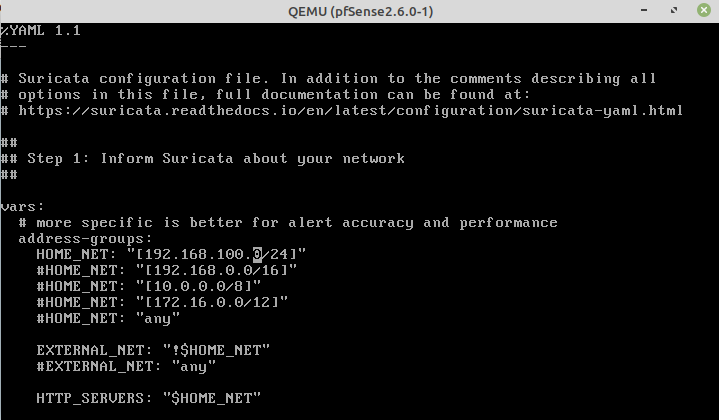 QEMU (pfSense2.6.0-1)
%YAML 1.1
---
# Suricata configuration file. In addition to the comments describing all
# options in this file, full documentation can be found at:
# https://suricata.readthedocs.io/en/latest/configuration/suricata-yaml.html
##
## Step 1: Inform Suricata about your network
##
vars:
  # more specific is better for alert accuracy and performance
  address-groups:
    HOME_NET: "[192.168.100.0/24]"
    #HOME_NET: "[192.168.0.0/16]"
    #HOME_NET: "[10.0.0.0/8]"
    #HOME_NET: "[172.16.0.0/12]"
    #HOME_NET: "any"
    EXTERNAL_NET: "!$HOME_NET"
    #EXTERNAL_NET: "any"
    HTTP_SERVERS: "$HOME_NET"